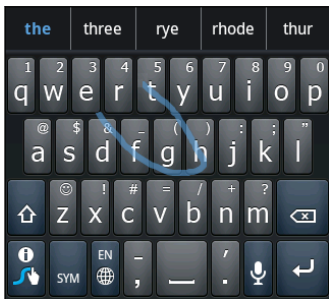 the three rye rhode thur
1 2 3 4 5 6 7 8 9 0
q w e r t y u i o p
@ $ & _ ( ) : ; "
a s d f g h j k l
! # = / + ?
z x c v b n m
SYM EN , . '